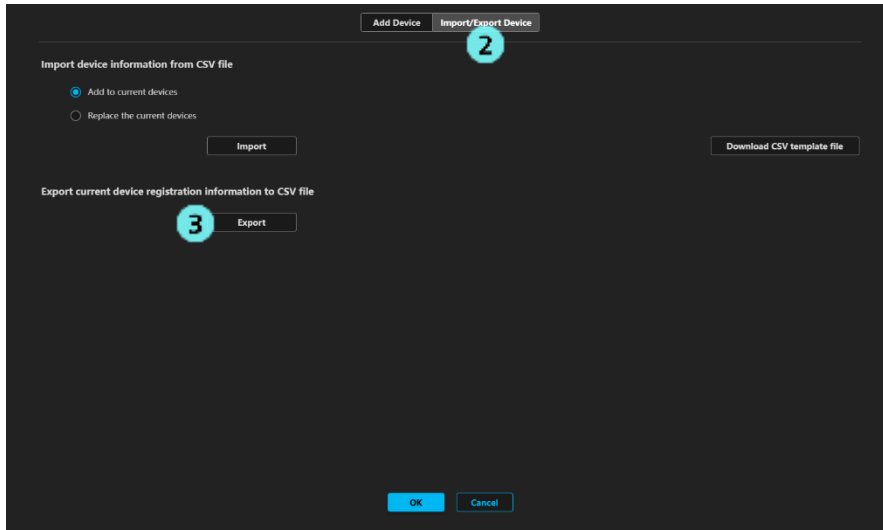 Add Device Import/Export Device
2
Import device information from CSV file
Add to current devices
Replace the current devices
Import Download CSV template file
Export current device registration information to CSV file
3 Export
OK Cancel